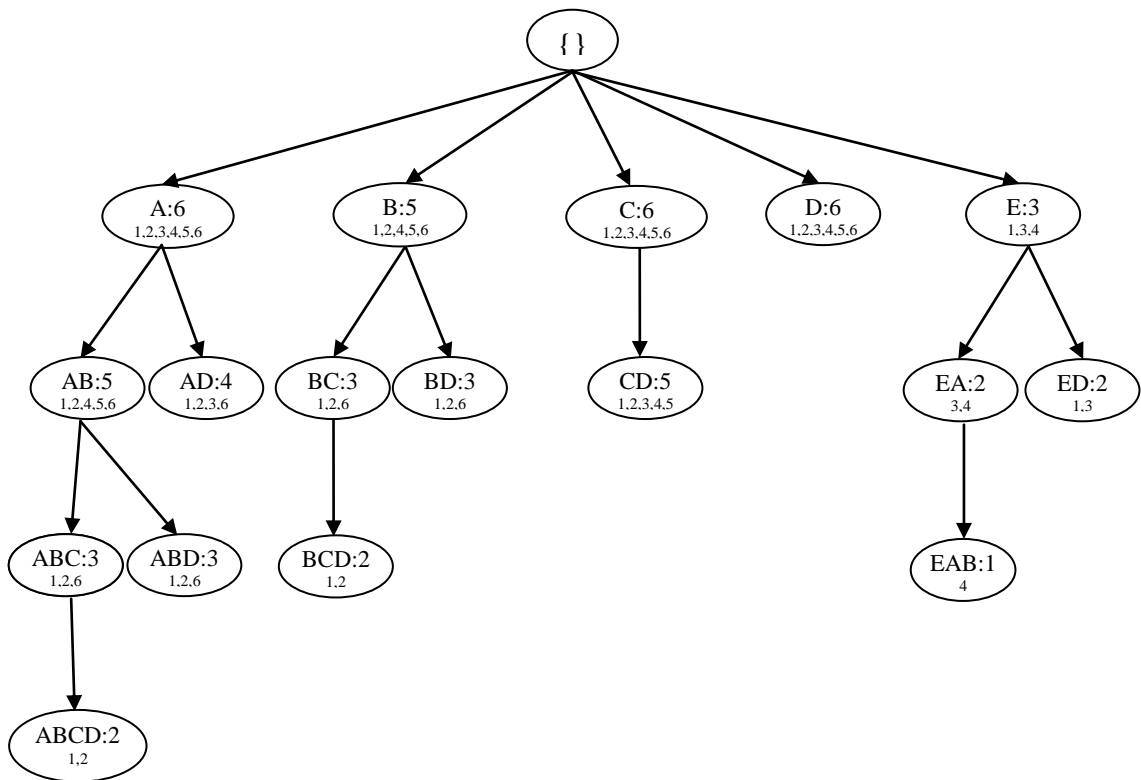 { }
A:6
1,2,3,4,5,6
B:5
1,2,4,5,6
C:6
1,2,3,4,5,6
D:6
1,2,3,4,5,6
E:3
1,3,4
AB:5
1,2,4,5,6
AD:4
1,2,3,6
BC:3
1,2,6
BD:3
1,2,6
CD:5
1,2,3,4,5
EA:2
3,4
ED:2
1,3
ABC:3
1,2,6
ABD:3
1,2,6
BCD:2
1,2
EAB:1
4
ABCD:2
1,2